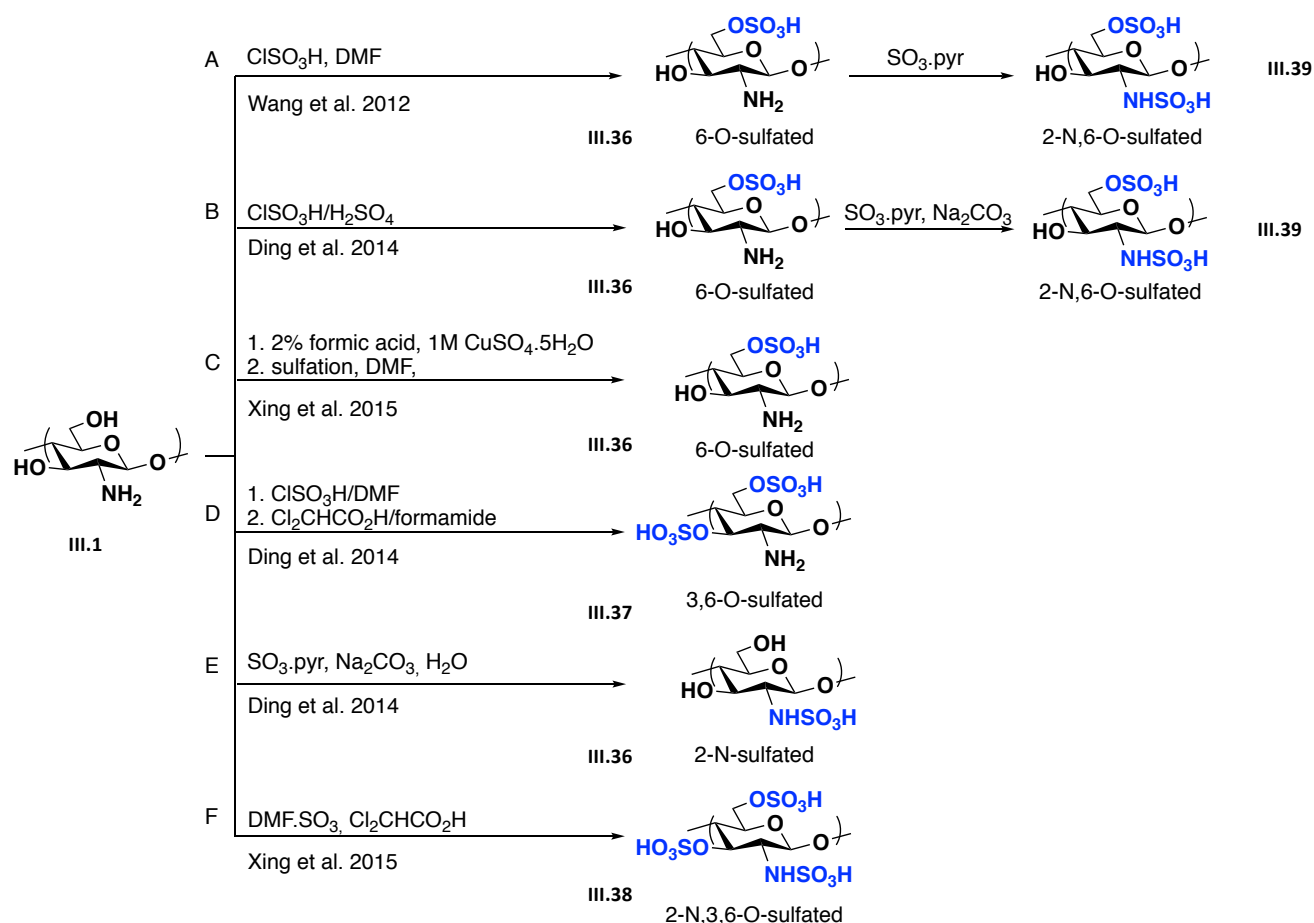 A
ClSO₃H, DMF
Wang et al. 2012
OSO₃H
O
HO
O
NH₂
III.36
6-O-sulfated
SO₃.pyr
OSO₃H
O
HO
O
NHSO₃H
2-N,6-O-sulfated
III.39
B
ClSO₃H/H₂SO₄
Ding et al. 2014
OSO₃H
O
HO
O
NH₂
III.36
6-O-sulfated
SO₃.pyr, Na₂CO₃
OSO₃H
O
HO
O
NHSO₃H
2-N,6-O-sulfated
III.39
C
1. 2% formic acid, 1M CuSO₄.5H₂O
2. sulfation, DMF,
Xing et al. 2015
OSO₃H
O
HO
O
NH₂
III.36
6-O-sulfated
OH
O
HO
O
NH₂
III.1
D
1. ClSO₃H/DMF
2. Cl₂CHCO₂H/formamide
Ding et al. 2014
OSO₃H
O
HO₃SO
O
NH₂
III.37
3,6-O-sulfated
E
SO₃.pyr, Na₂CO₃, H₂O
Ding et al. 2014
OH
O
HO
O
NHSO₃H
III.36
2-N-sulfated
F
DMF.SO₃, Cl₂CHCO₂H
Xing et al. 2015
OSO₃H
O
HO₃SO
O
NHSO₃H
III.38
2-N,3,6-O-sulfated